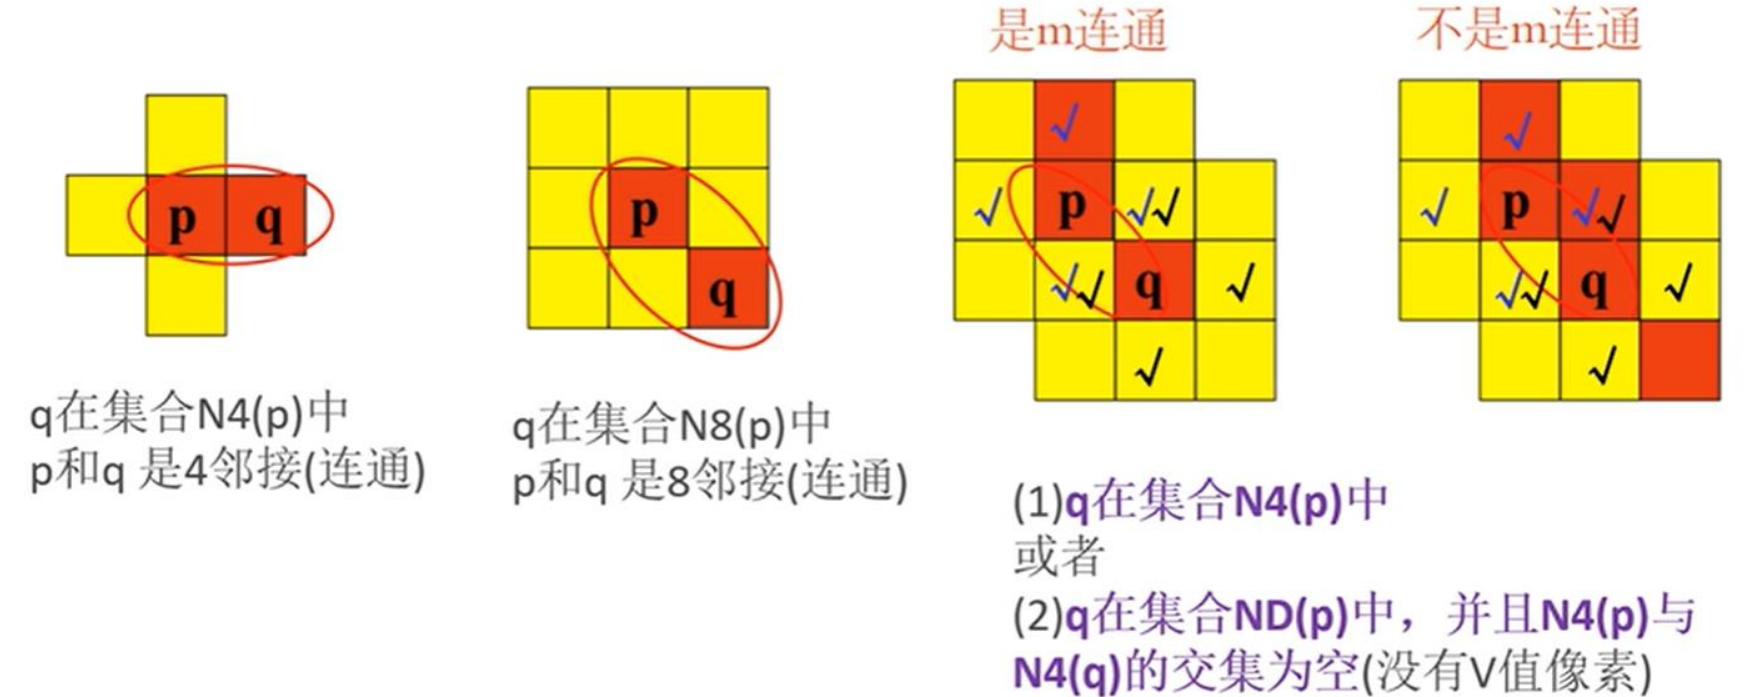 是m连通
不是m连通
p q
p
q
√
√ p √√
√√ q √
√
√
√ p √√
√√ q √
√
q在集合N4(p)中
p和q 是4邻接(连通)
q在集合N8(p)中
p和q 是8邻接(连通)
(1)q在集合N4(p)中
或者
(2)q在集合ND(p)中，并且N4(p)与
N4(q)的交集为空(没有V值像素)